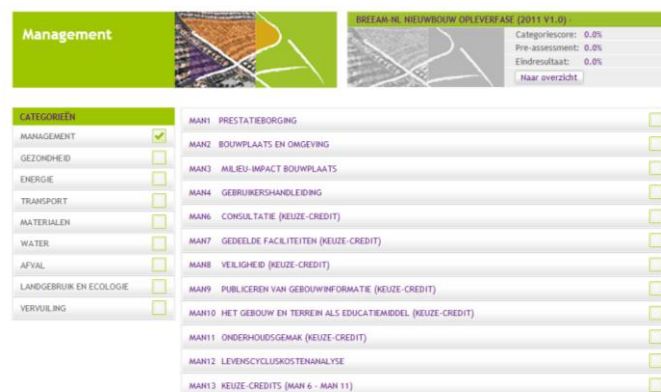 Management
BREEAM-NL NIEUWBOUW OPLEVERFASE (2011 V1.0) -
Categoriescore: 0.0%
Pre-assessment: 0.0%
Eindresultaat: 0.0%
Naar overzicht
CATEGORIEËN
MANAGEMENT
GEZONDHEID
ENERGIE
TRANSPORT
MATERIALEN
WATER
AFVAL
LANDGEBRUIK EN ECOLOGIE
VERVUILING
MAN1 PRESTATIEBORGING
MAN2 BOUWPLAATS EN OMGEVING
MAN3 MILIEU-IMPACT BOUWPLAATS
MAN4 GEBRUIKERSHANDLEIDING
MAN6 CONSULTATIE (KEUZE-CREDIT)
MAN7 GEDEELDE FACILITEITEN (KEUZE-CREDIT)
MAN8 VEILIGHEID (KEUZE-CREDIT)
MAN9 PUBLICEREN VAN GEBOUWINFORMATIE (KEUZE-CREDIT)
MAN10 HET GEBOUW EN TERREIN ALS EDUCATIEMIDDEL (KEUZE-CREDIT)
MAN11 ONDERHOUDSGEMAK (KEUZE-CREDIT)
MAN12 LEVENSCYCLUSKOSTENANALYSE
MAN13 KEUZE-CREDITS (MAN 6 - MAN 11)